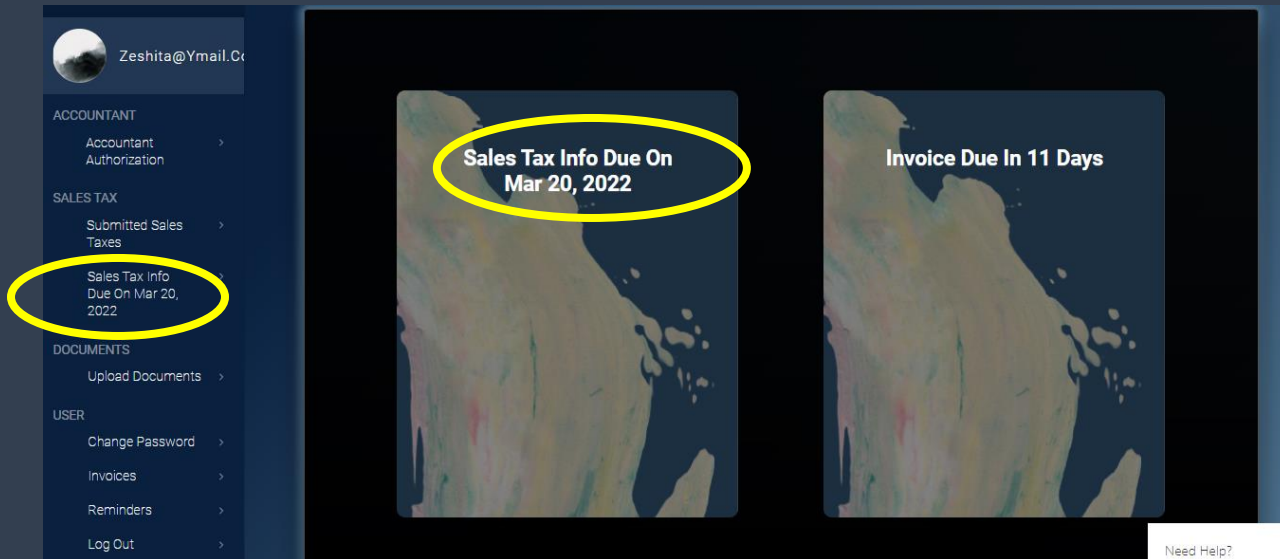 Zeshita@Ymail.Co
ACCOUNTANT
Accountant
Authorization
SALES TAX
Submitted Sales
Taxes
Sales Tax Info
Due On Mar 20,
2022
DOCUMENTS
Upload Documents
USER
Change Password
Invoices
Reminders
Log Out
Sales Tax Info Due On
Mar 20, 2022
Invoice Due In 11 Days
Need Help?